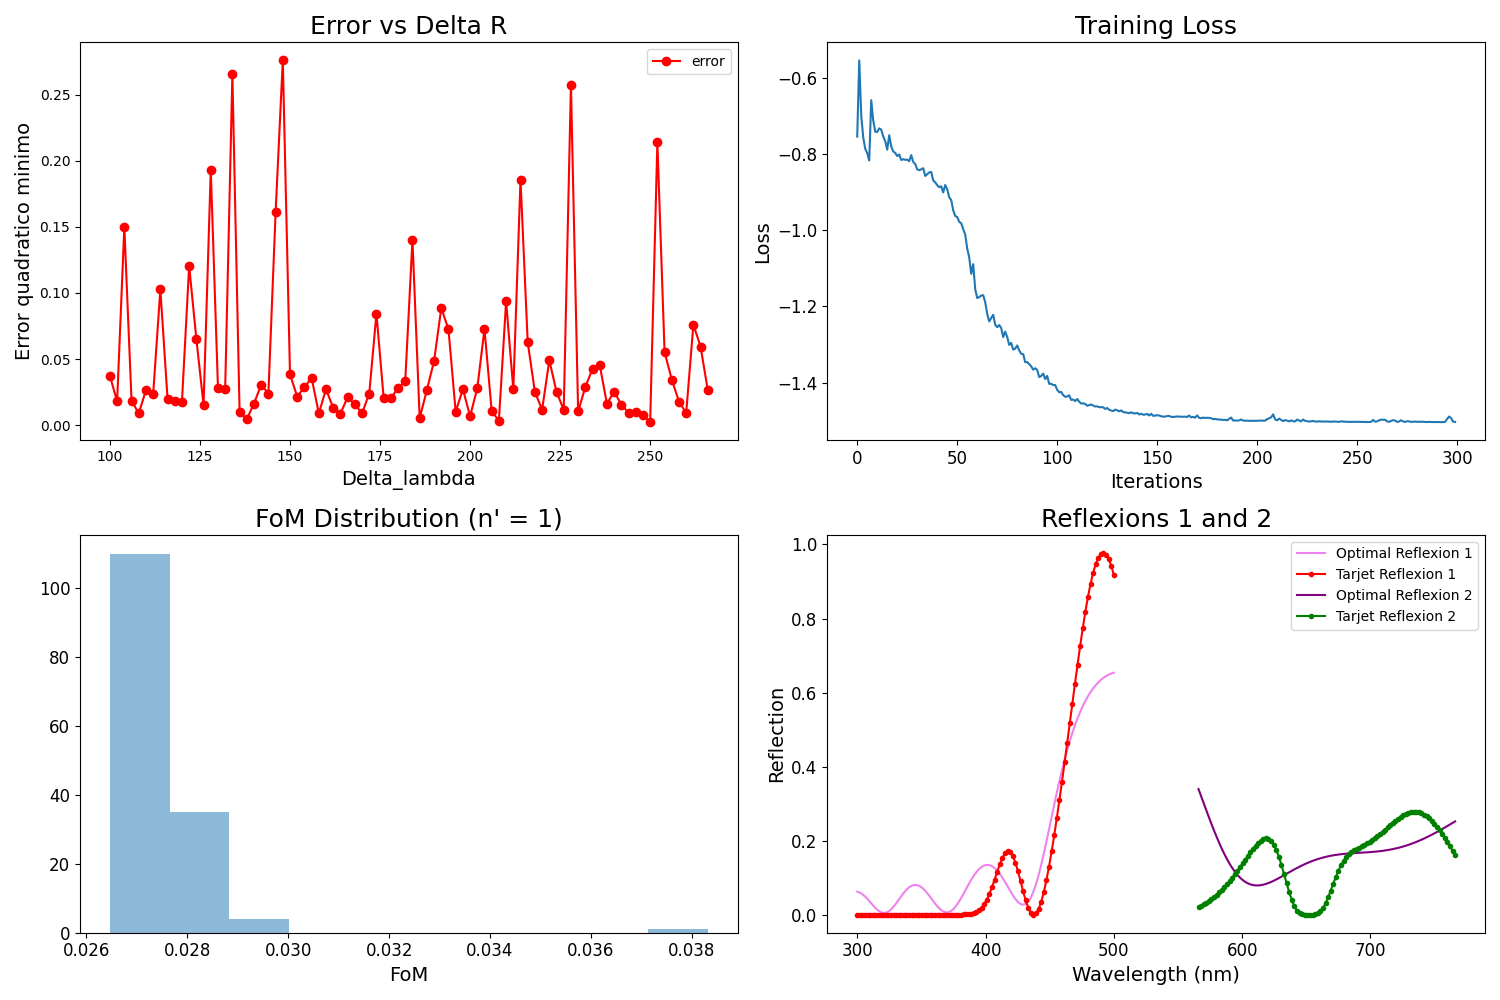 Error vs Delta R
error
Error quadratico minimo
0.25
0.20
0.15
0.10
0.05
0.00
100 125 150 175 200 225 250
Delta_lambda
Training Loss
Loss
−0.6
−0.8
−1.0
−1.2
−1.4
0 50 100 150 200 250 300
Iterations
FoM Distribution (n' = 1)
100
80
60
40
20
0
0.026 0.028 0.030 0.032 0.034 0.036 0.038
FoM
Reflexions 1 and 2
Optimal Reflexion 1
Tarjet Reflexion 1
Optimal Reflexion 2
Tarjet Reflexion 2
Reflection
1.0
0.8
0.6
0.4
0.2
0.0
300 400 500 600 700
Wavelength (nm)